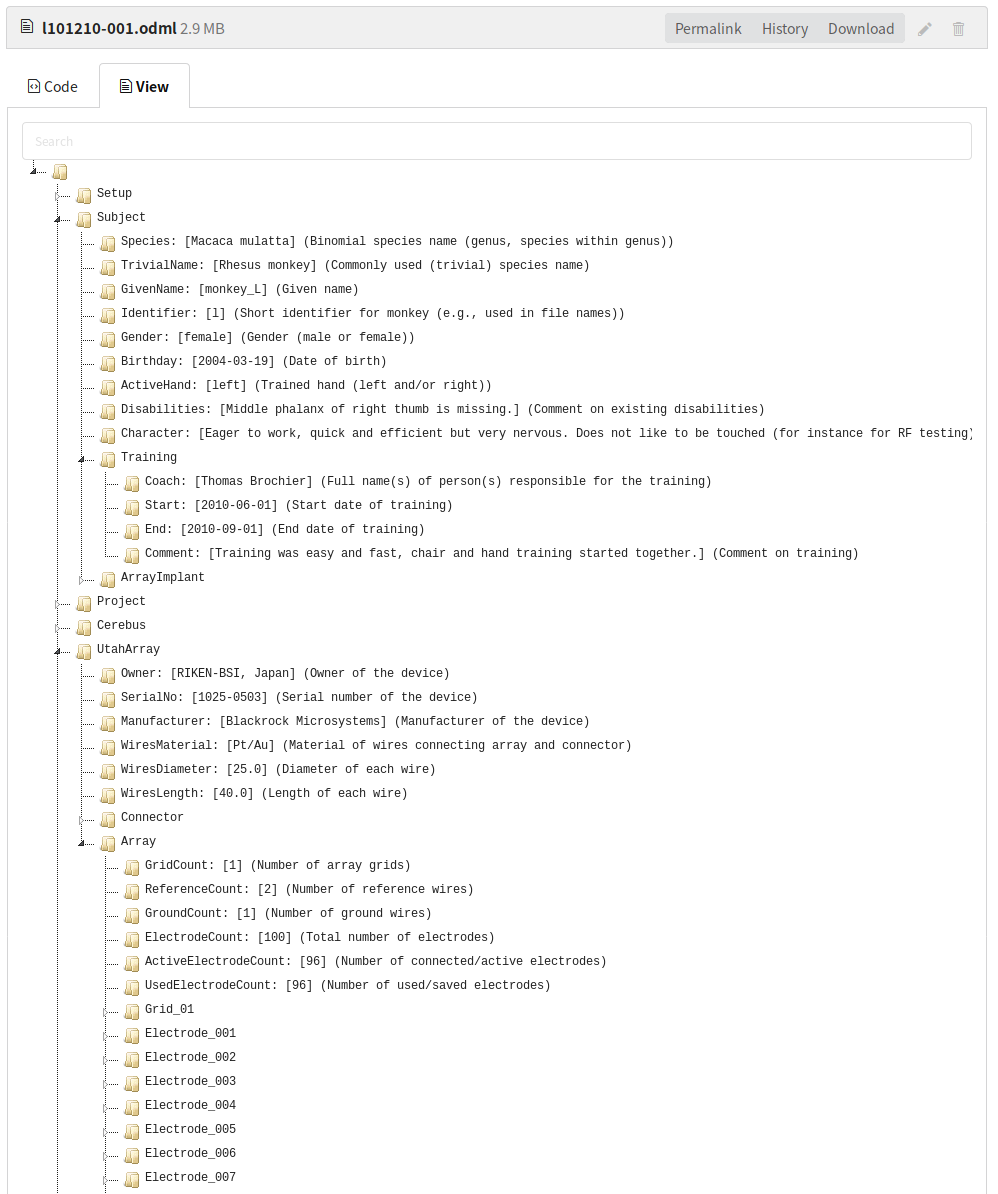 l101210-001.odml 2.9 MB Permalink History Download
Code View
Search
Setup
Subject
Species: [Macaca mulatta] (Binomial species name (genus, species within genus))
TrivialName: [Rhesus monkey] (Commonly used (trivial) species name)
GivenName: [monkey_L] (Given name)
Identifier: [l] (Short identifier for monkey (e.g., used in file names))
Gender: [female] (Gender (male or female))
Birthday: [2004-03-19] (Date of birth)
ActiveHand: [left] (Trained hand (left and/or right))
Disabilities: [Middle phalanx of right thumb is missing.] (Comment on existing disabilities)
Character: [Eager to work, quick and efficient but very nervous. Does not like to be touched (for instance for RF testing)
Training
Coach: [Thomas Brochier] (Full name(s) of person(s) responsible for the training)
Start: [2010-06-01] (Start date of training)
End: [2010-09-01] (End date of training)
Comment: [Training was easy and fast, chair and hand training started together.] (Comment on training)
ArrayImplant
Project
Cerebus
UtahArray
Owner: [RIKEN-BSI, Japan] (Owner of the device)
SerialNo: [1025-0503] (Serial number of the device)
Manufacturer: [Blackrock Microsystems] (Manufacturer of the device)
WiresMaterial: [Pt/Au] (Material of wires connecting array and connector)
WiresDiameter: [25.0] (Diameter of each wire)
WiresLength: [40.0] (Length of each wire)
Connector
Array
GridCount: [1] (Number of array grids)
ReferenceCount: [2] (Number of reference wires)
GroundCount: [1] (Number of ground wires)
ElectrodeCount: [100] (Total number of electrodes)
ActiveElectrodeCount: [96] (Number of connected/active electrodes)
UsedElectrodeCount: [96] (Number of used/saved electrodes)
Grid_01
Electrode_001
Electrode_002
Electrode_003
Electrode_004
Electrode_005
Electrode_006
Electrode_007